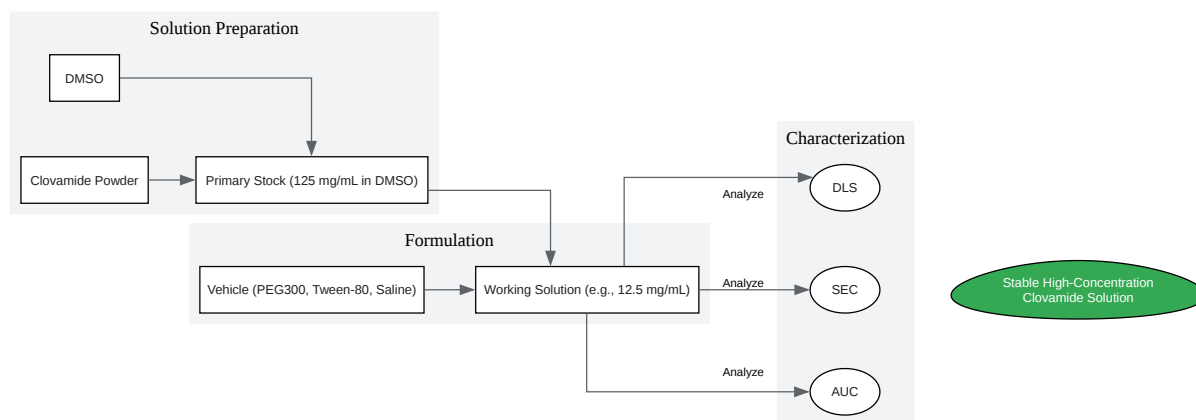 Solution Preparation
DMSO
Clovamide Powder
Primary Stock (125 mg/mL in DMSO)
Formulation
Vehicle (PEG300, Tween-80, Saline)
Working Solution (e.g., 12.5 mg/mL)
Characterization
Analyze
DLS
Analyze
SEC
Analyze
AUC
Stable High-Concentration
Clovamide Solution